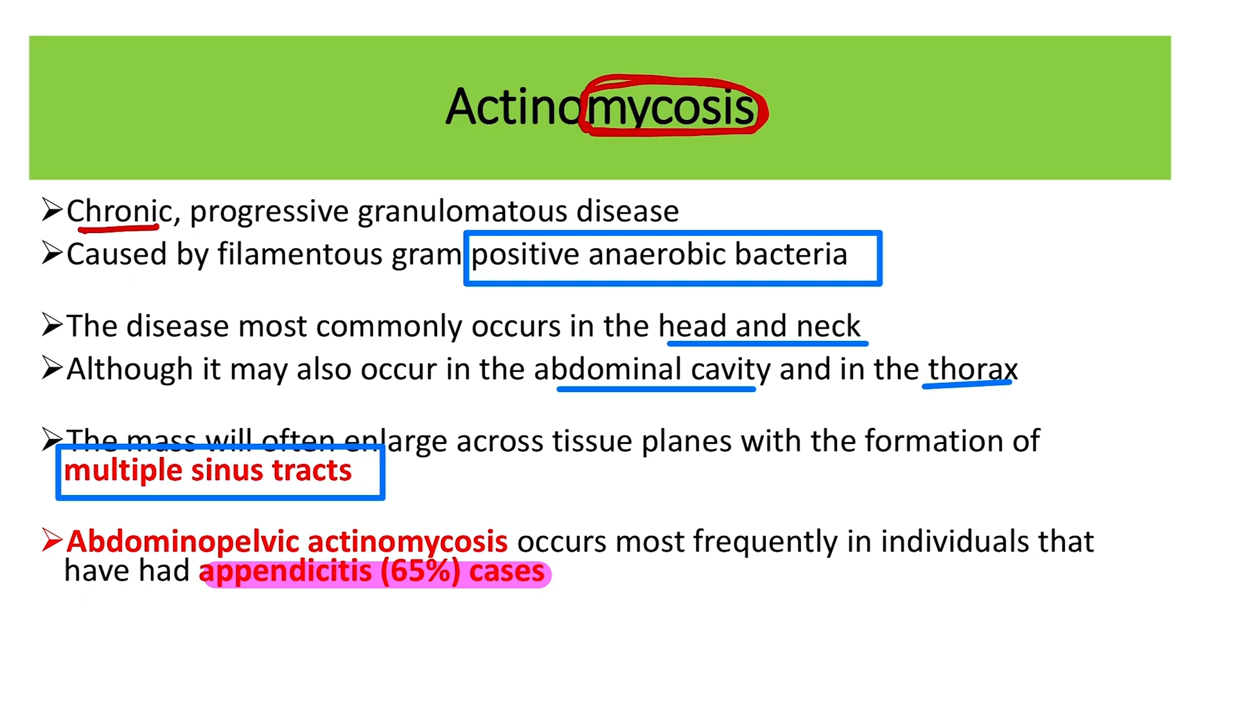 Actinomycosis
➢Chronic, progressive granulomatous disease
➢Caused by filamentous gram positive anaerobic bacteria
➢The disease most commonly occurs in the head and neck
➢Although it may also occur in the abdominal cavity and in the thorax
➢The mass will often enlarge across tissue planes with the formation of
multiple sinus tracts
➢Abdominopelvic actinomycosis occurs most frequently in individuals that
have had appendicitis (65%) cases